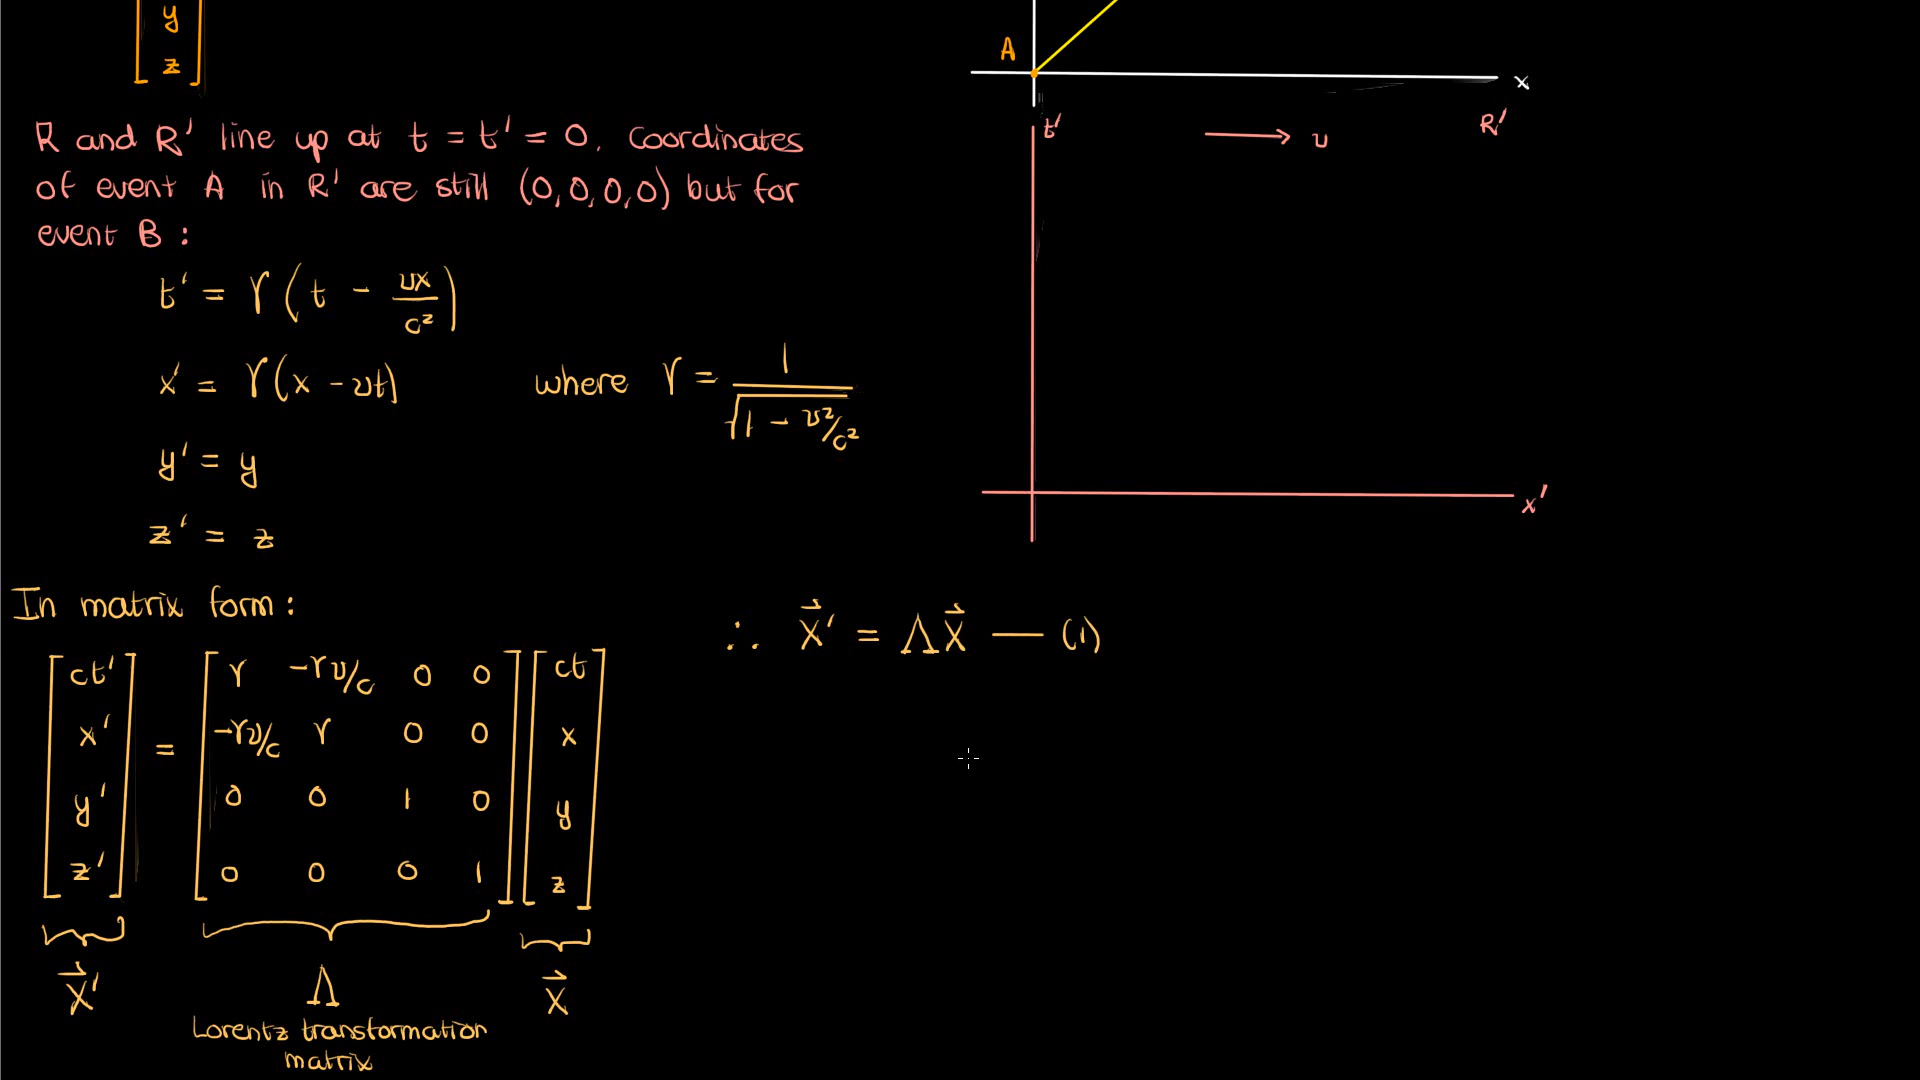 y
z
A
x
R and R' line up at t = t' = 0. Coordinates
of event A in R' are still (0,0,0,0) but for
event B :
t' = γ(t - vx/c²)
x' = γ(x - vt)
where γ = 1/√(1 - v²/c²)
y' = y
z' = z
t'
v
R'
x'
In matrix form :
[ct'] = [γ -γv/c 0 0] [ct]
[x'] [-γv/c γ 0 0] [x]
[y'] [0 0 1 0] [y]
[z'] [0 0 0 1] [z]
X⃗' Λ X⃗
Lorentz transformation
matrix
∴ X⃗' = ΛX⃗ — (1)